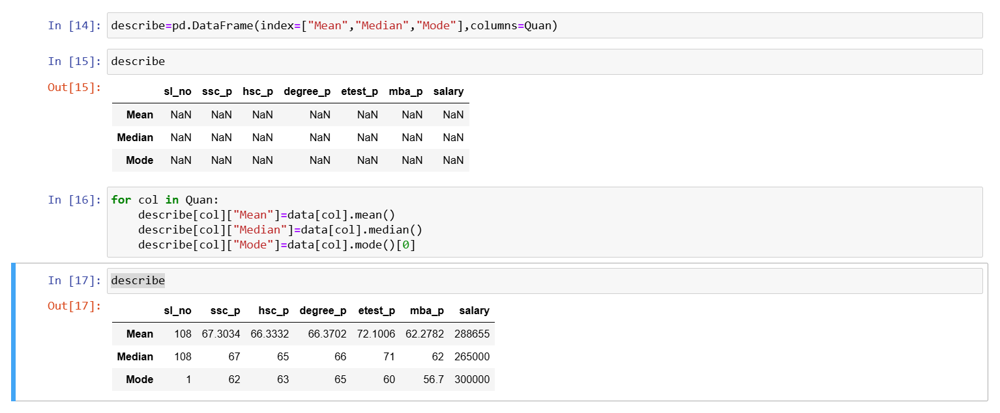 In [14]: describe=pd.DataFrame(index=["Mean","Median","Mode"],columns=Quan)
In [15]: describe
Out[15]:
sl_no ssc_p hsc_p degree_p etest_p mba_p salary
Mean NaN NaN NaN NaN NaN NaN NaN
Median NaN NaN NaN NaN NaN NaN NaN
Mode NaN NaN NaN NaN NaN NaN NaN
In [16]: for col in Quan:
    describe[col]["Mean"]=data[col].mean()
    describe[col]["Median"]=data[col].median()
    describe[col]["Mode"]=data[col].mode()[0]
In [17]: describe
Out[17]:
sl_no ssc_p hsc_p degree_p etest_p mba_p salary
Mean 108 67.3034 66.3332 66.3702 72.1006 62.2782 288655
Median 108 67 65 66 71 62 265000
Mode 1 62 63 65 60 56.7 300000